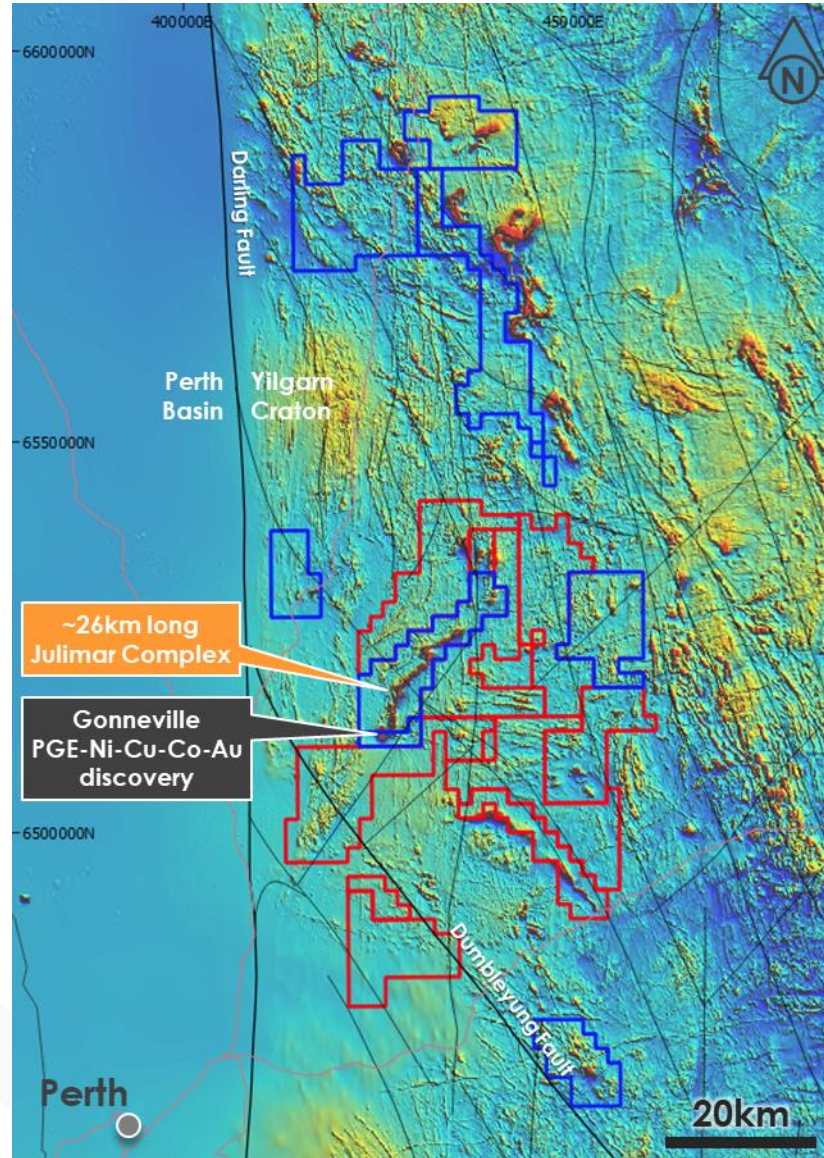 400000E
450000E
6600000N
N
Darling Fault
Perth Yilgarn
Basin Craton
6550000N
~26km long
Julimar Complex
Gonneville
PGE-Ni-Cu-Co-Au
discovery
6500000N
Dumbleyung Fault
Perth
20km